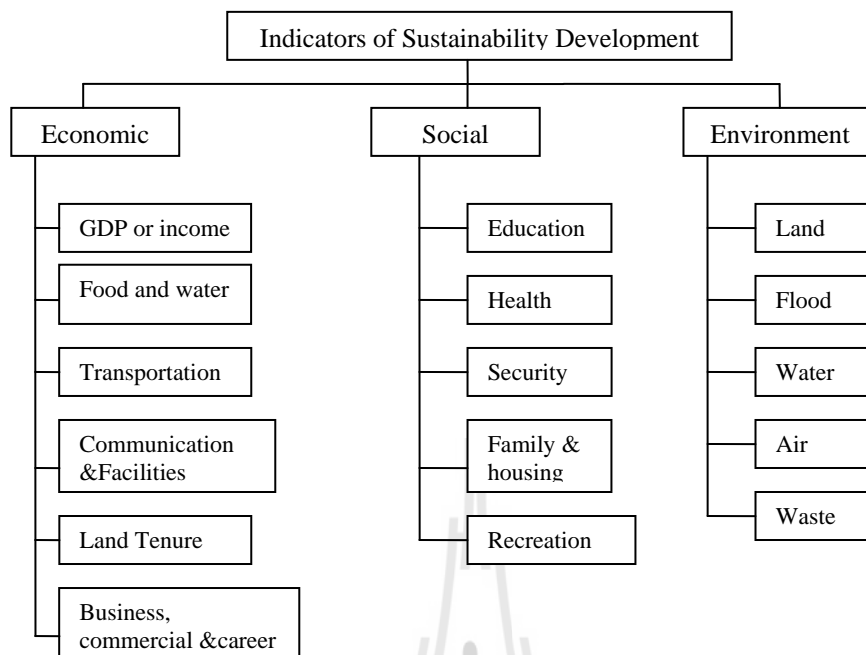 Indicators of Sustainability Development
Economic
Social
Environment
GDP or income
Food and water
Transportation
Communication
&Facilities
Land Tenure
Business,
commercial &career
Education
Health
Security
Family &
housing
Recreation
Land
Flood
Water
Air
Waste